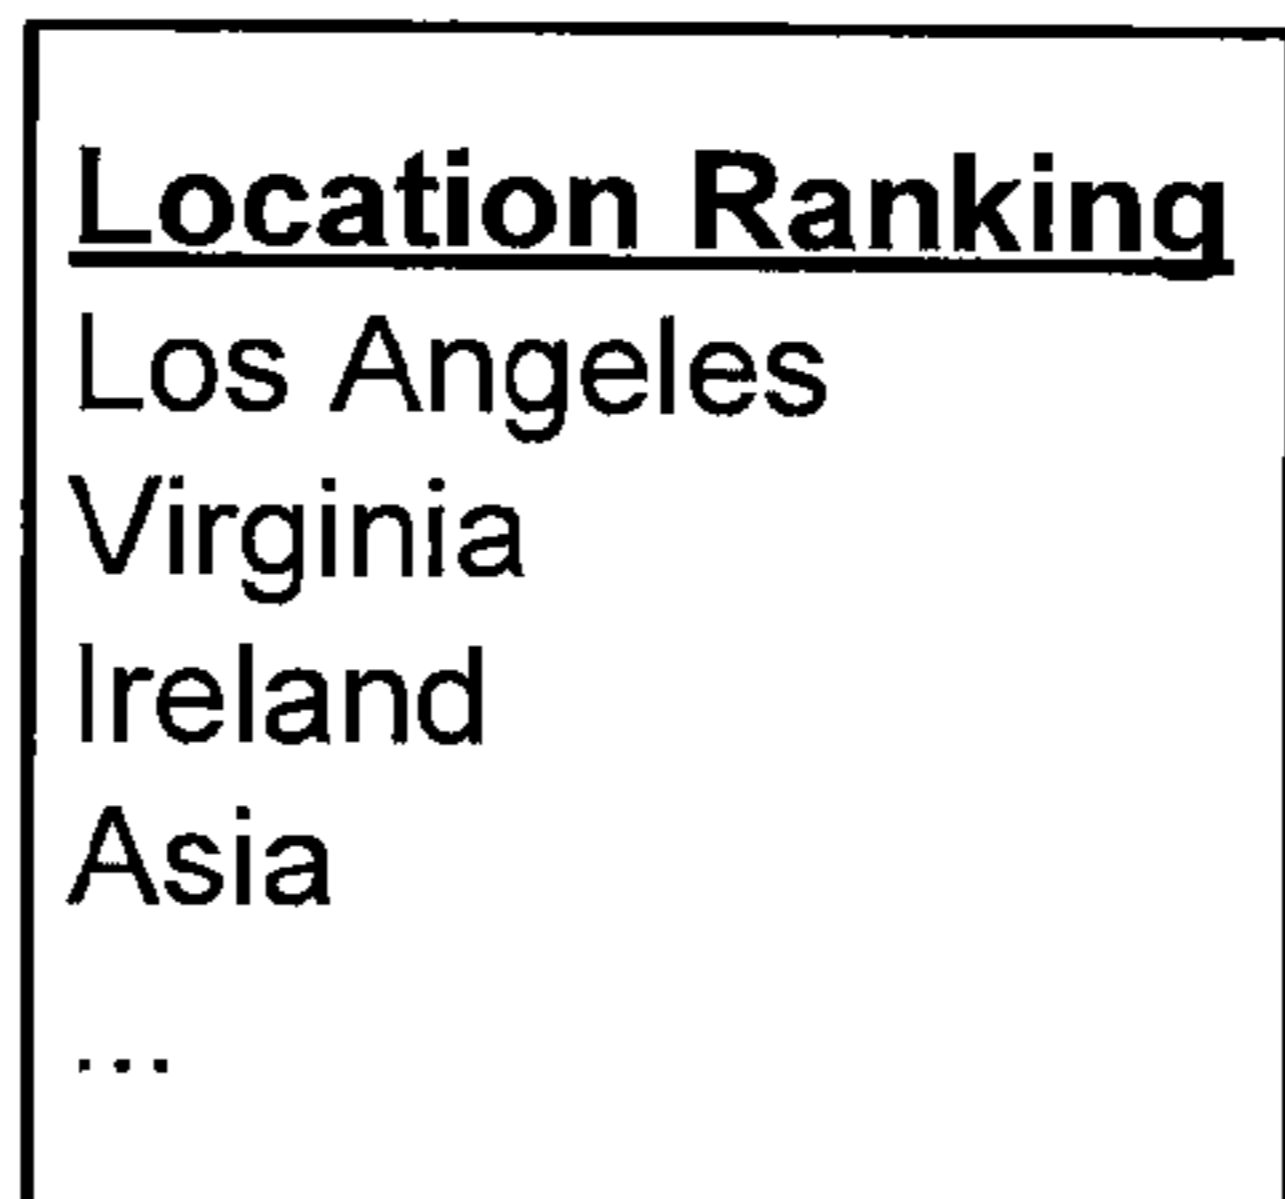 Location Ranking
Los Angeles
Virginia
Ireland
Asia
...